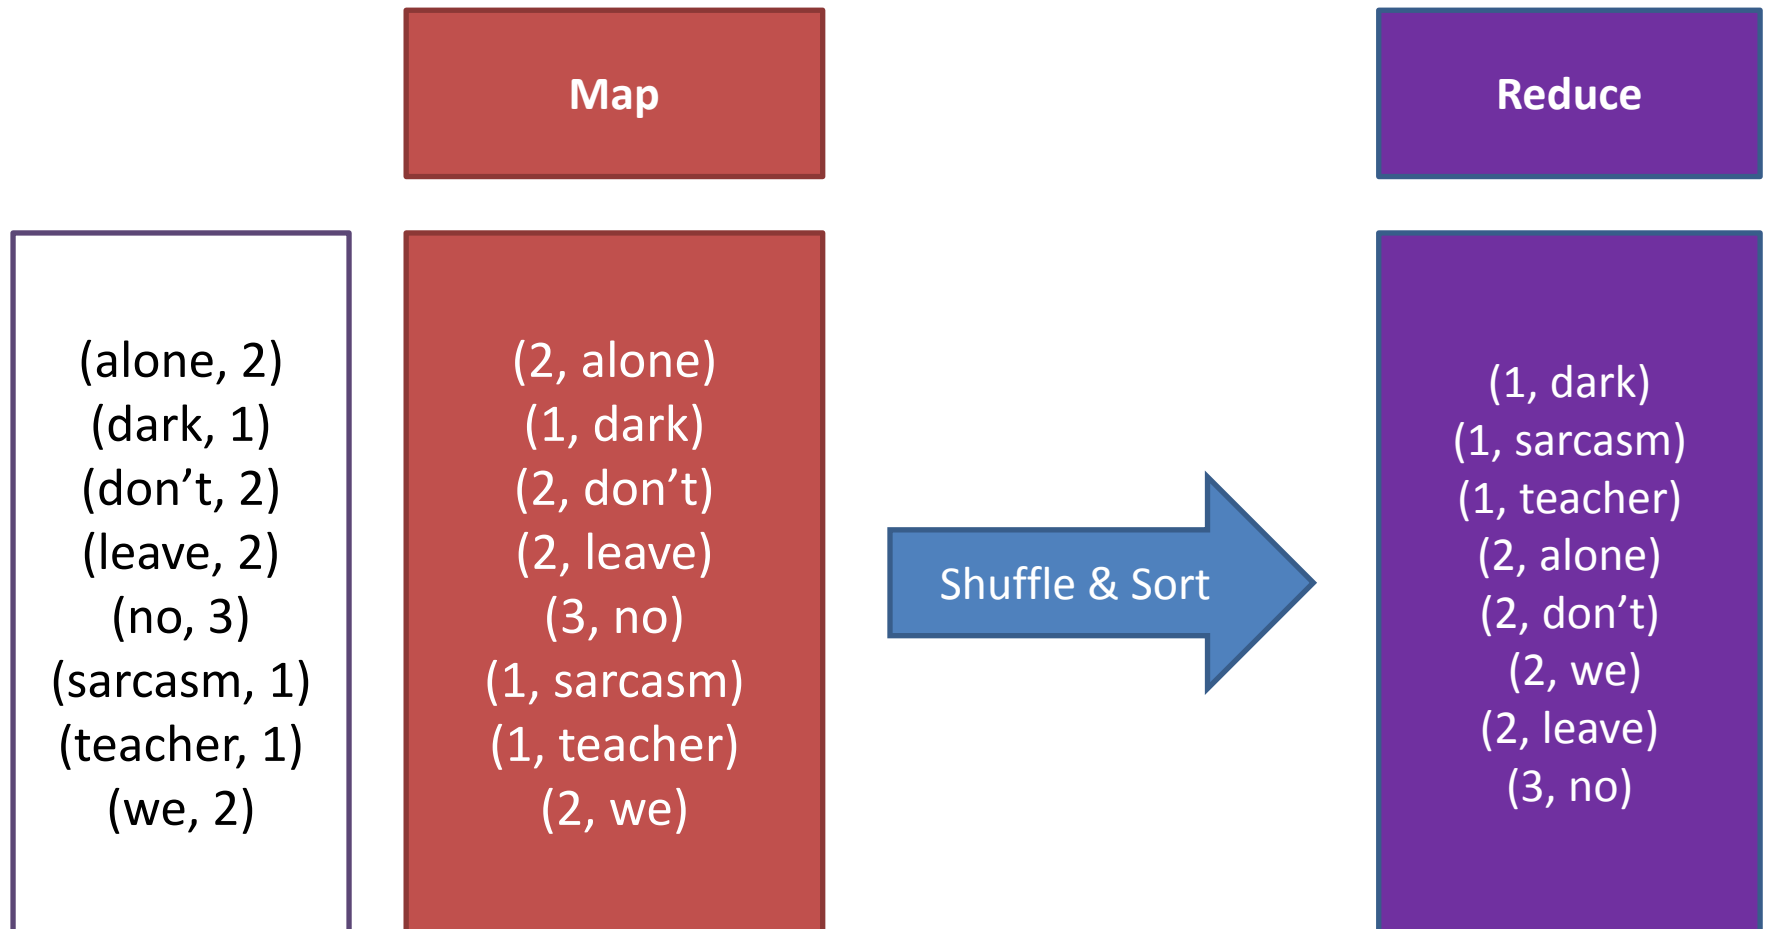 Map
Reduce
(alone, 2)
(dark, 1)
(don’t, 2)
(leave, 2)
(no, 3)
(sarcasm, 1)
(teacher, 1)
(we, 2)
(2, alone)
(1, dark)
(2, don’t)
(2, leave)
(3, no)
(1, sarcasm)
(1, teacher)
(2, we)
Shuffle & Sort
(1, dark)
(1, sarcasm)
(1, teacher)
(2, alone)
(2, don’t)
(2, we)
(2, leave)
(3, no)